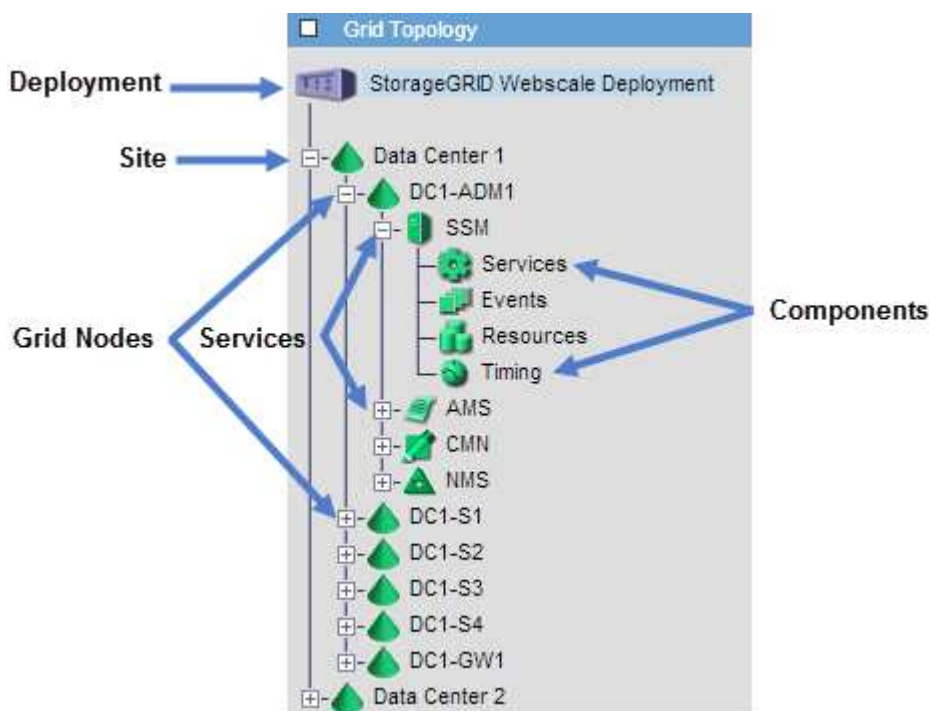 Grid Topology
Deployment
StorageGRID Webscale Deployment
Site
Data Center 1
DC1-ADM1
SSM
Services
Events
Components
Grid Nodes
Services
Resources
Timing
AMS
CMN
NMS
DC1-S1
DC1-S2
DC1-S3
DC1-S4
DC1-GW1
Data Center 2